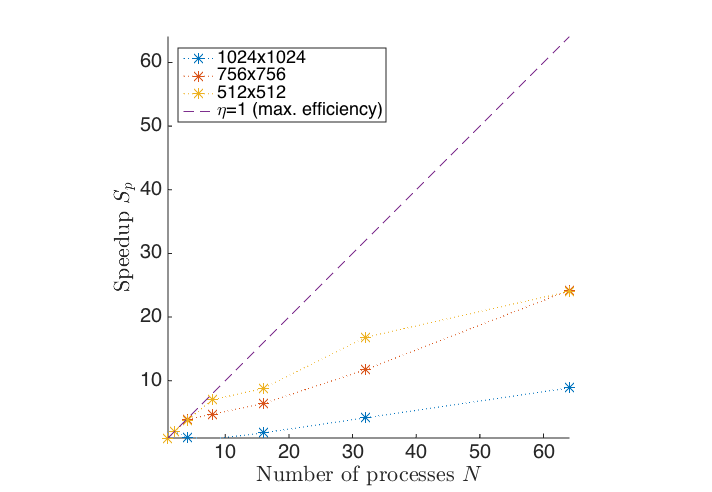 1024x1024
756x756
512x512
η=1 (max. efficiency)
60
50
40
30
20
10
Speedup Sₚ
10 20 30 40 50 60
Number of processes N